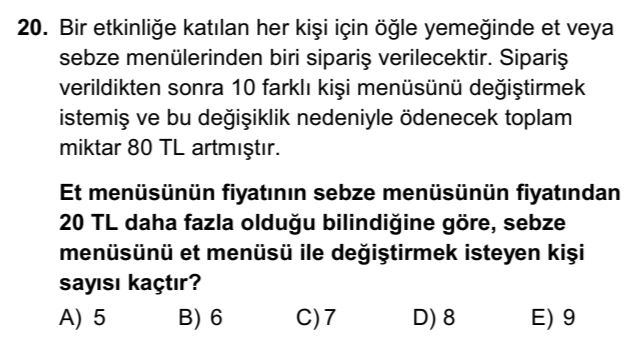 20. Bir etkinliğe katılan her kişi için öğle yemeğinde et veya
sebze menülerinden biri sipariş verilecektir. Sipariş
verildikten sonra 10 farklı kişi menüsünü değiştirmek
istemiş ve bu değişiklik nedeniyle ödenecek toplam
miktar 80 TL artmıştır.
Et menüsünün fiyatının sebze menüsünün fiyatından
20 TL daha fazla olduğu bilindiğine göre, sebze
menüsünü et menüsü ile değiştirmek isteyen kişi
sayısı kaçtır?
A) 5 B) 6 C) 7 D) 8 E) 9